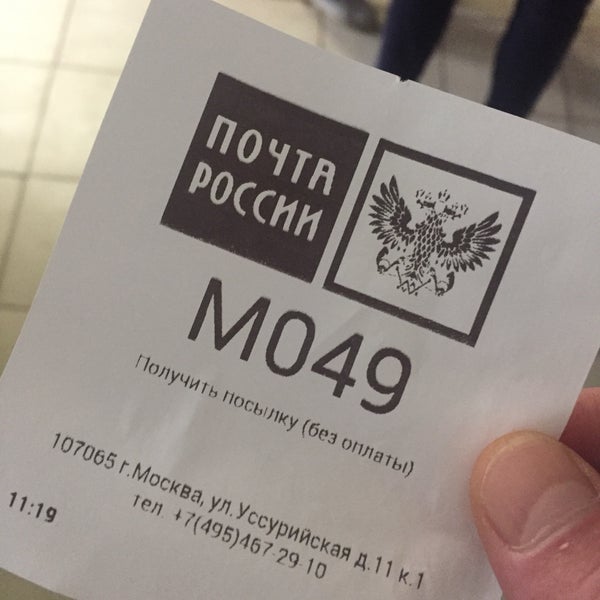 ПОЧТА
РОССИИ
М049
Получить посылку (без оплаты)
107065 г.Москва, ул.Уссурийская д.11 к.1
тел. +7(495)467-29-10
11:19